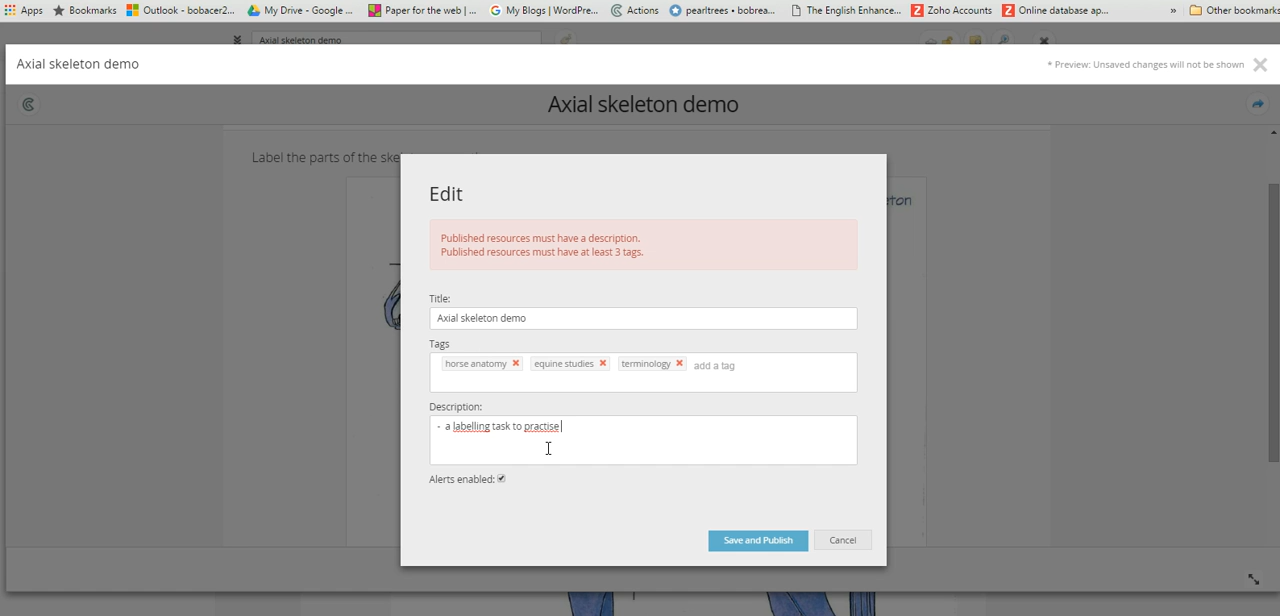 Apps Bookmarks Outlook - bobacer2... My Drive - Google ... Paper for the web | ... My Blogs | WordPre... Actions pearltrees • bobrea... The English Enhance... Zoho Accounts Online database ap... » Other bookmarks
Axial skeleton demo
Axial skeleton demo * Preview: Unsaved changes will not be shown
Axial skeleton demo
Label the parts of the ske
Edit
Published resources must have a description.
Published resources must have at least 3 tags.
Title:
Axial skeleton demo
Tags
horse anatomy equine studies terminology add a tag
Description:
- a labelling task to practise
Alerts enabled:
Save and Publish Cancel